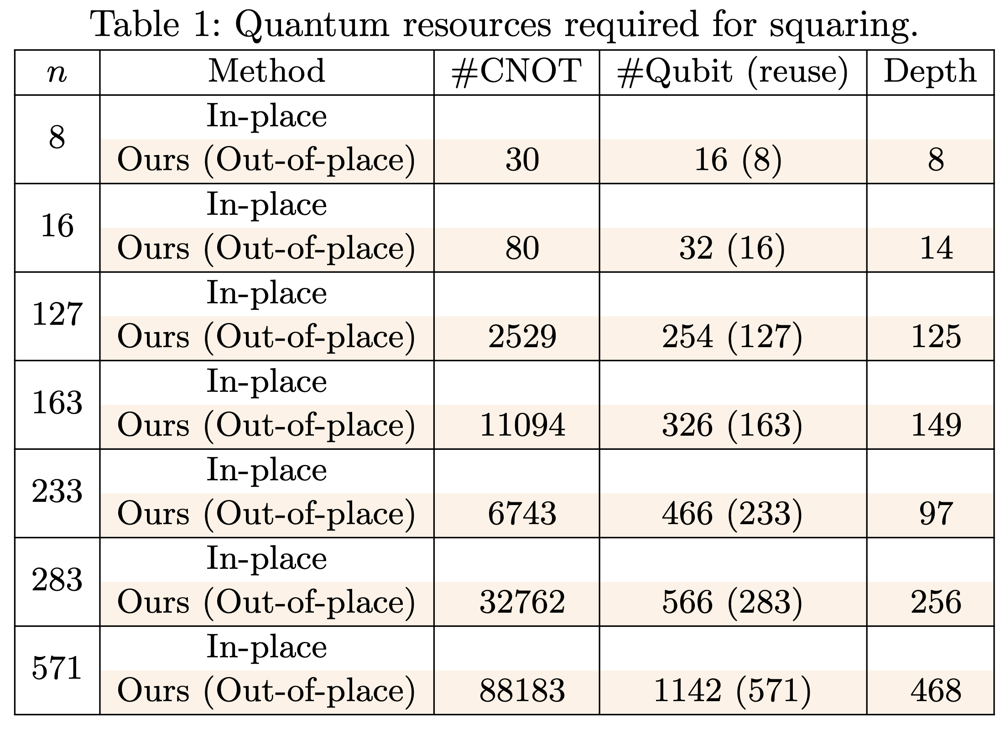 Table 1: Quantum resources required for squaring.
n Method #CNOT #Qubit (reuse) Depth
8 In-place
Ours (Out-of-place) 30 16 (8) 8
16 In-place
Ours (Out-of-place) 80 32 (16) 14
127 In-place
Ours (Out-of-place) 2529 254 (127) 125
163 In-place
Ours (Out-of-place) 11094 326 (163) 149
233 In-place
Ours (Out-of-place) 6743 466 (233) 97
283 In-place
Ours (Out-of-place) 32762 566 (283) 256
571 In-place
Ours (Out-of-place) 88183 1142 (571) 468